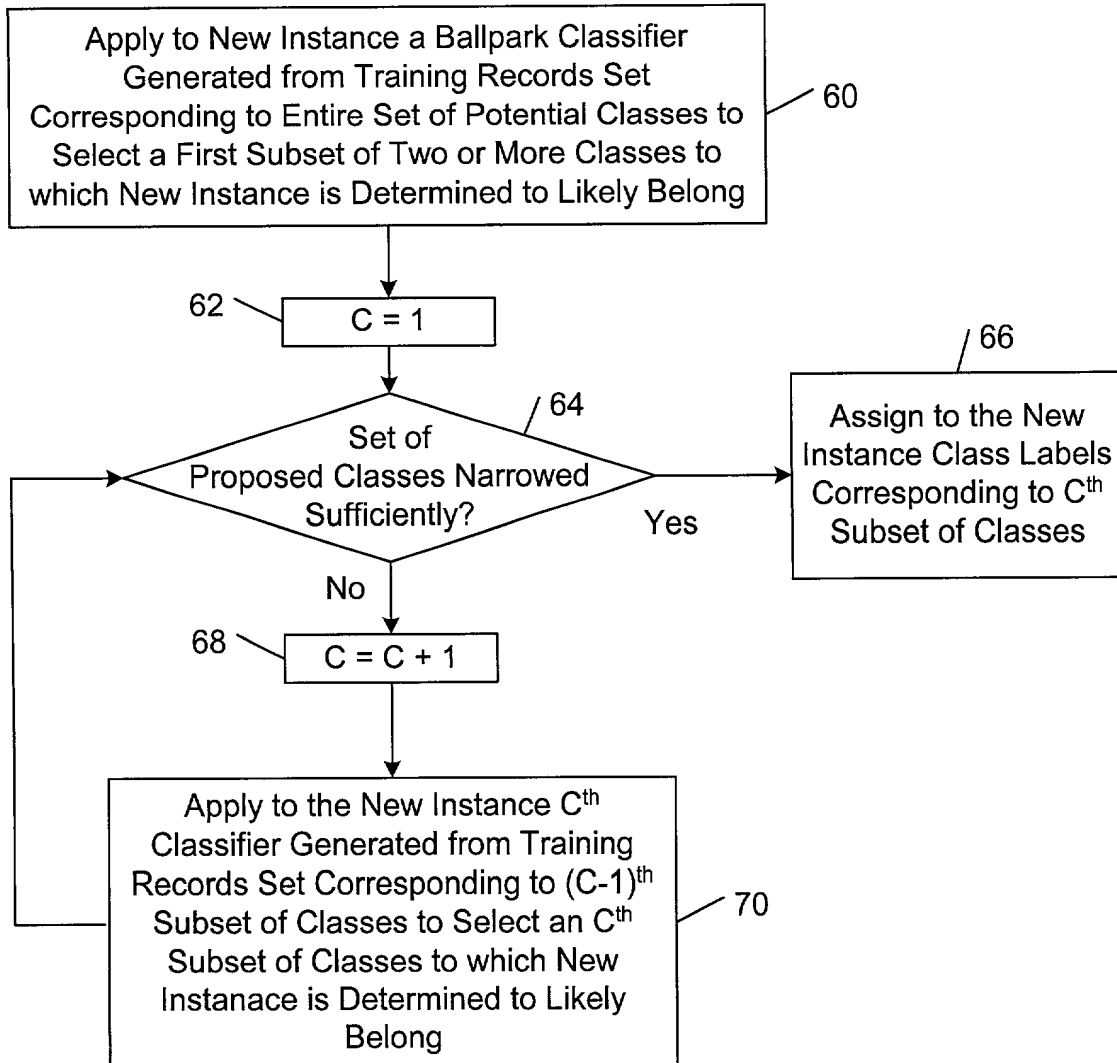 Apply to New Instance a Ballpark Classifier
Generated from Training Records Set
Corresponding to Entire Set of Potential Classes to
Select a First Subset of Two or More Classes to
which New Instance is Determined to Likely Belong
60
62
C = 1
64
Set of
Proposed Classes Narrowed
Sufficiently?
Yes
66
Assign to the New
Instance Class Labels
Corresponding to Cth
Subset of Classes
No
68
C = C + 1
Apply to the New Instance Cth
Classifier Generated from Training
Records Set Corresponding to (C-1)th
Subset of Classes to Select an Cth
Subset of Classes to which New
Instanace is Determined to Likely
Belong
70